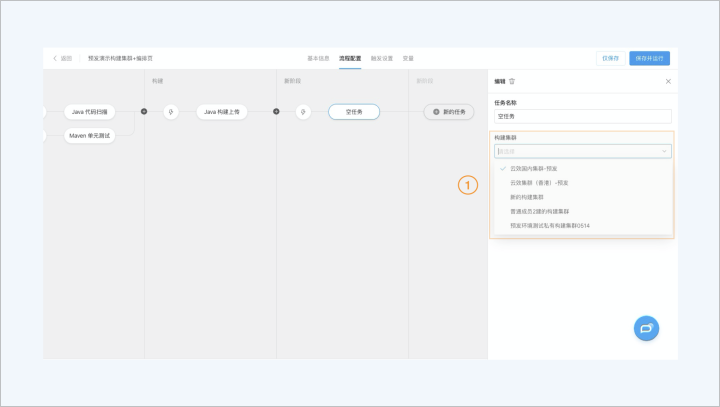 返回
预发演示构建集群+编排页
基本信息 流程配置 触发设置 变量
仅保存 保存并运行
构建
新阶段
新阶段
编辑
任务名称
空任务
Java 代码扫描
Java 构建上传
空任务
新的任务
Maven 单元测试
构建集群
请选择
云效国内集群-预发
云效集群（香港）-预发
新的构建集群
普通成员2建的构建集群
预发环境测试私有构建集群0514
1